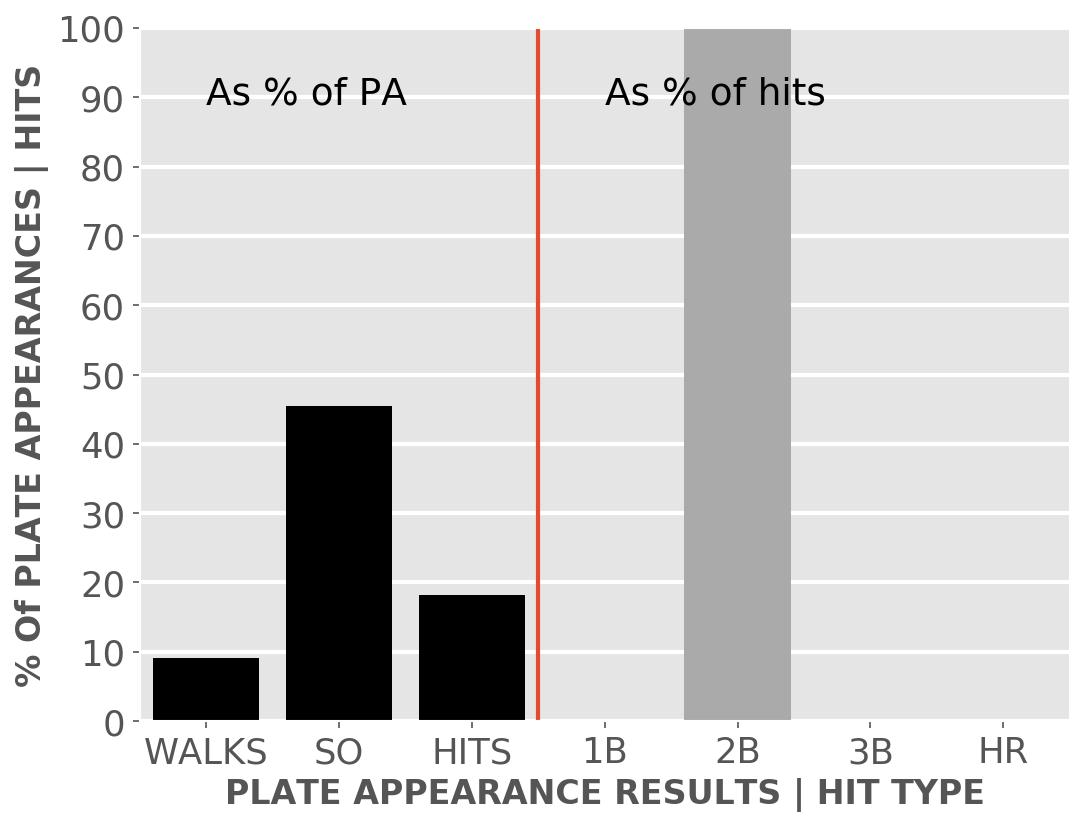 % Of PLATE APPEARANCES | HITS
100
90
80
70
60
50
40
30
20
10
0
As % of PA
As % of hits
WALKS SO HITS 1B 2B 3B HR
PLATE APPEARANCE RESULTS | HIT TYPE